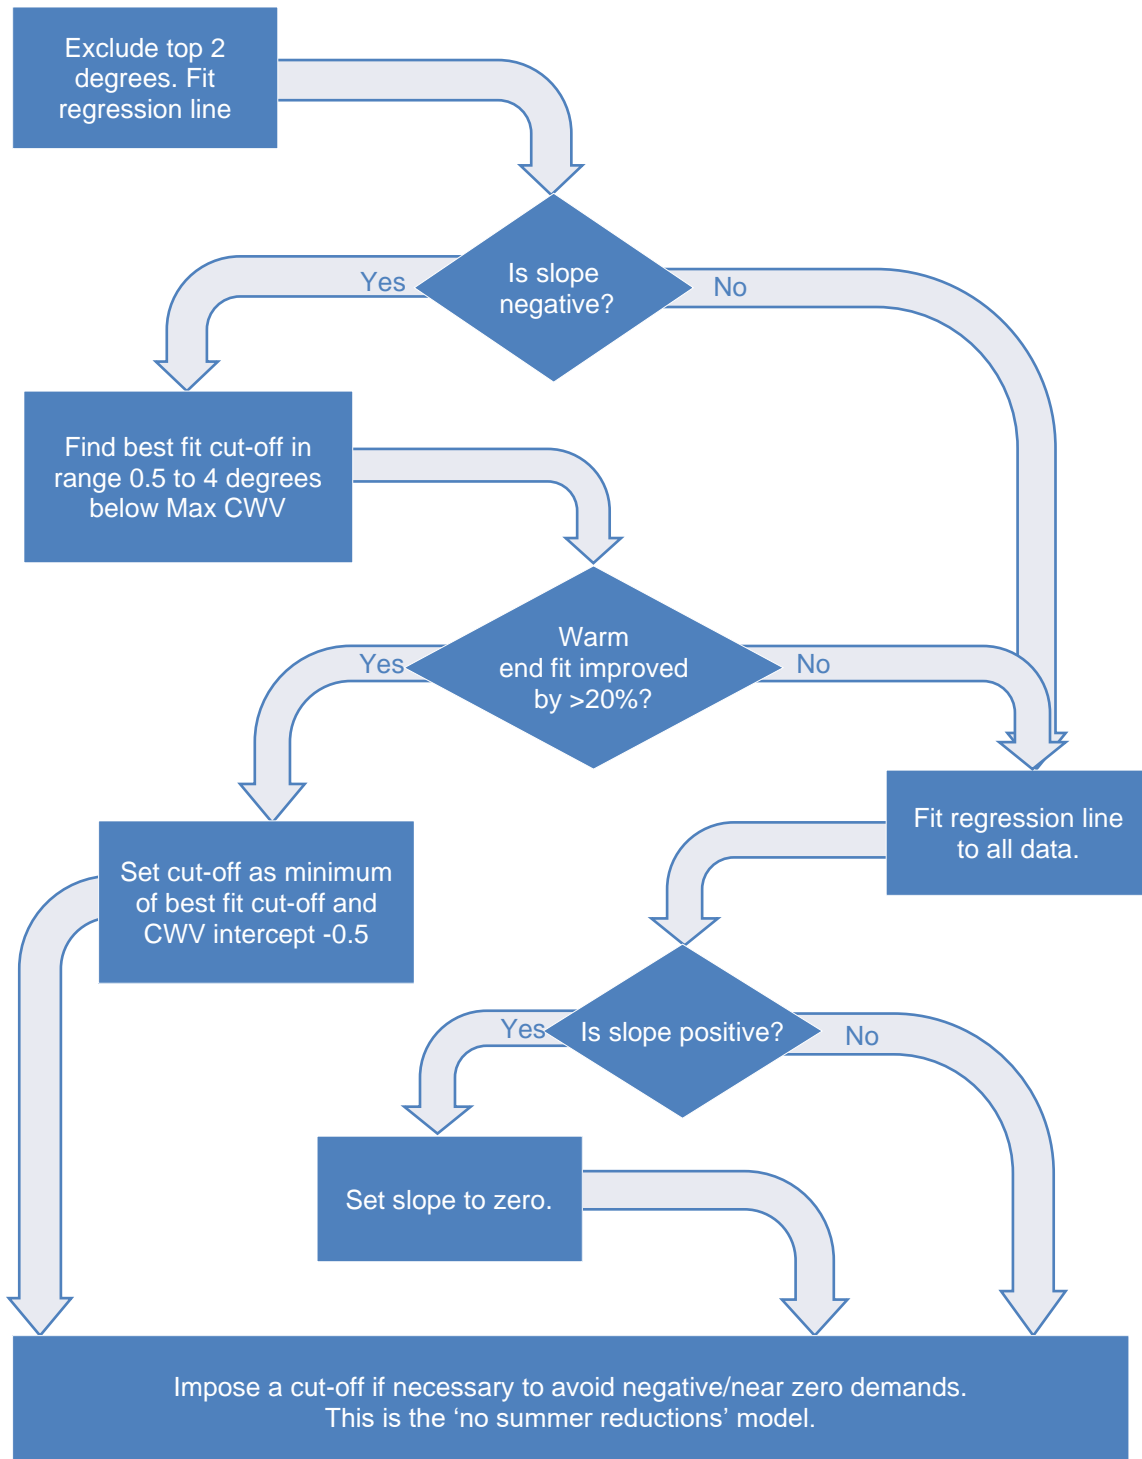 Exclude top 2
degrees. Fit
regression line
Is slope
negative?
Yes
No
Find best fit cut-off in
range 0.5 to 4 degrees
below Max CWV
Warm
end fit improved
by >20%?
Yes
No
Set cut-off as minimum
of best fit cut-off and
CWV intercept -0.5
Fit regression line
to all data.
Is slope positive?
Yes
No
Set slope to zero.
Impose a cut-off if necessary to avoid negative/near zero demands.
This is the ‘no summer reductions’ model.